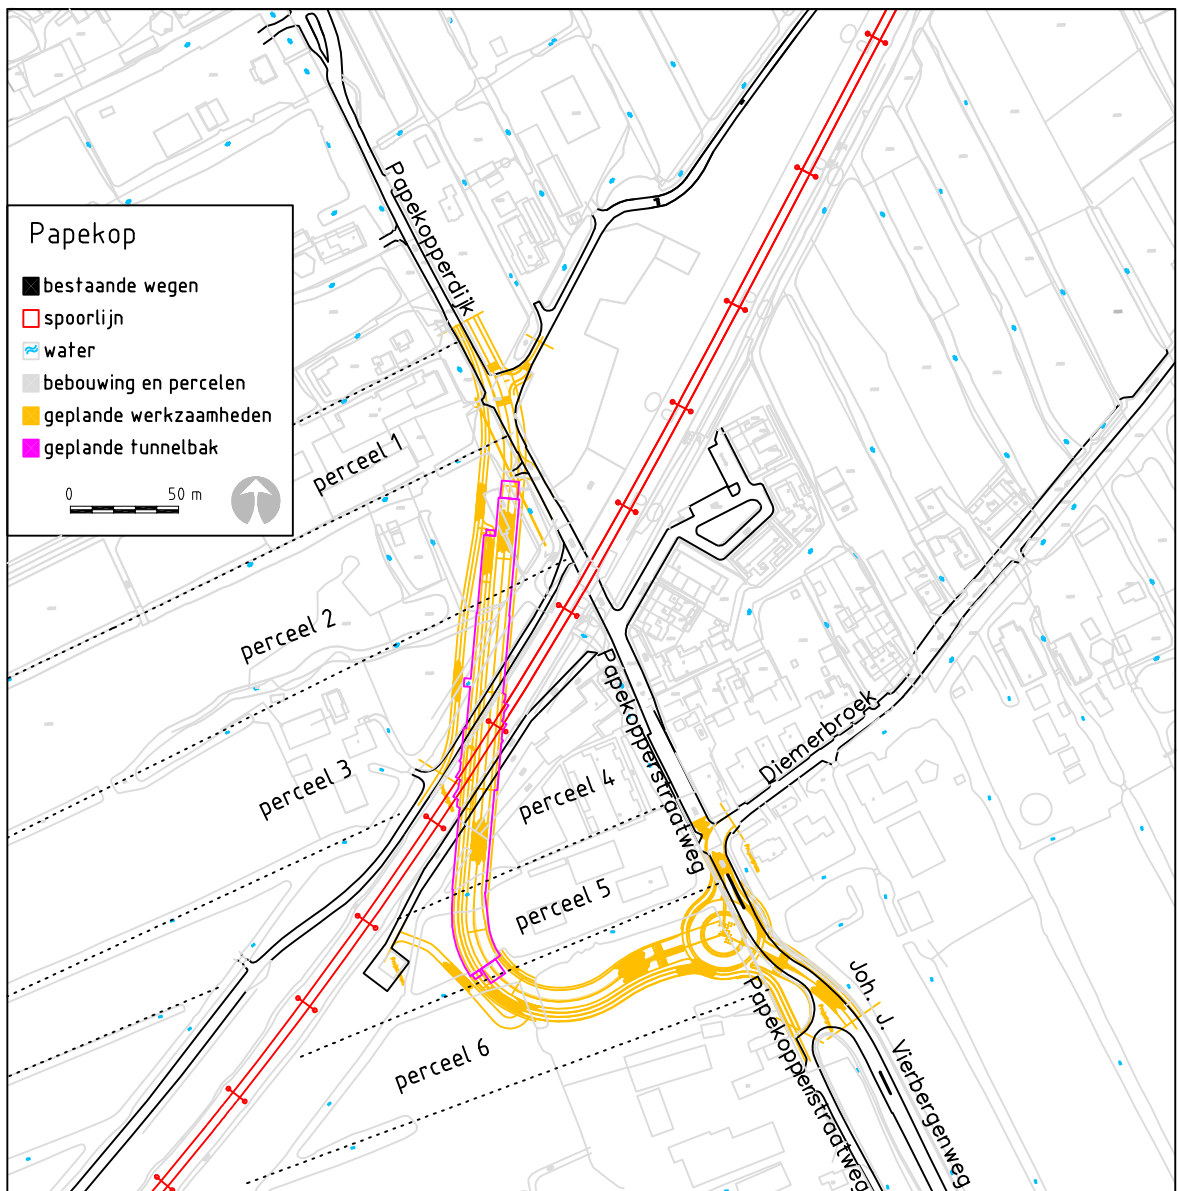 Papekop
bestaande wegen
spoorlijn
water
bebouwing en percelen
geplande werkzaamheden
geplande tunnelbak
0 50 m
Papekopperdijk
perceel 1
perceel 2
perceel 3
perceel 4
perceel 5
perceel 6
Papekopperstraatweg
Diemerbroek
Papekopperstraatweg
Joh. J. Vierbergenweg